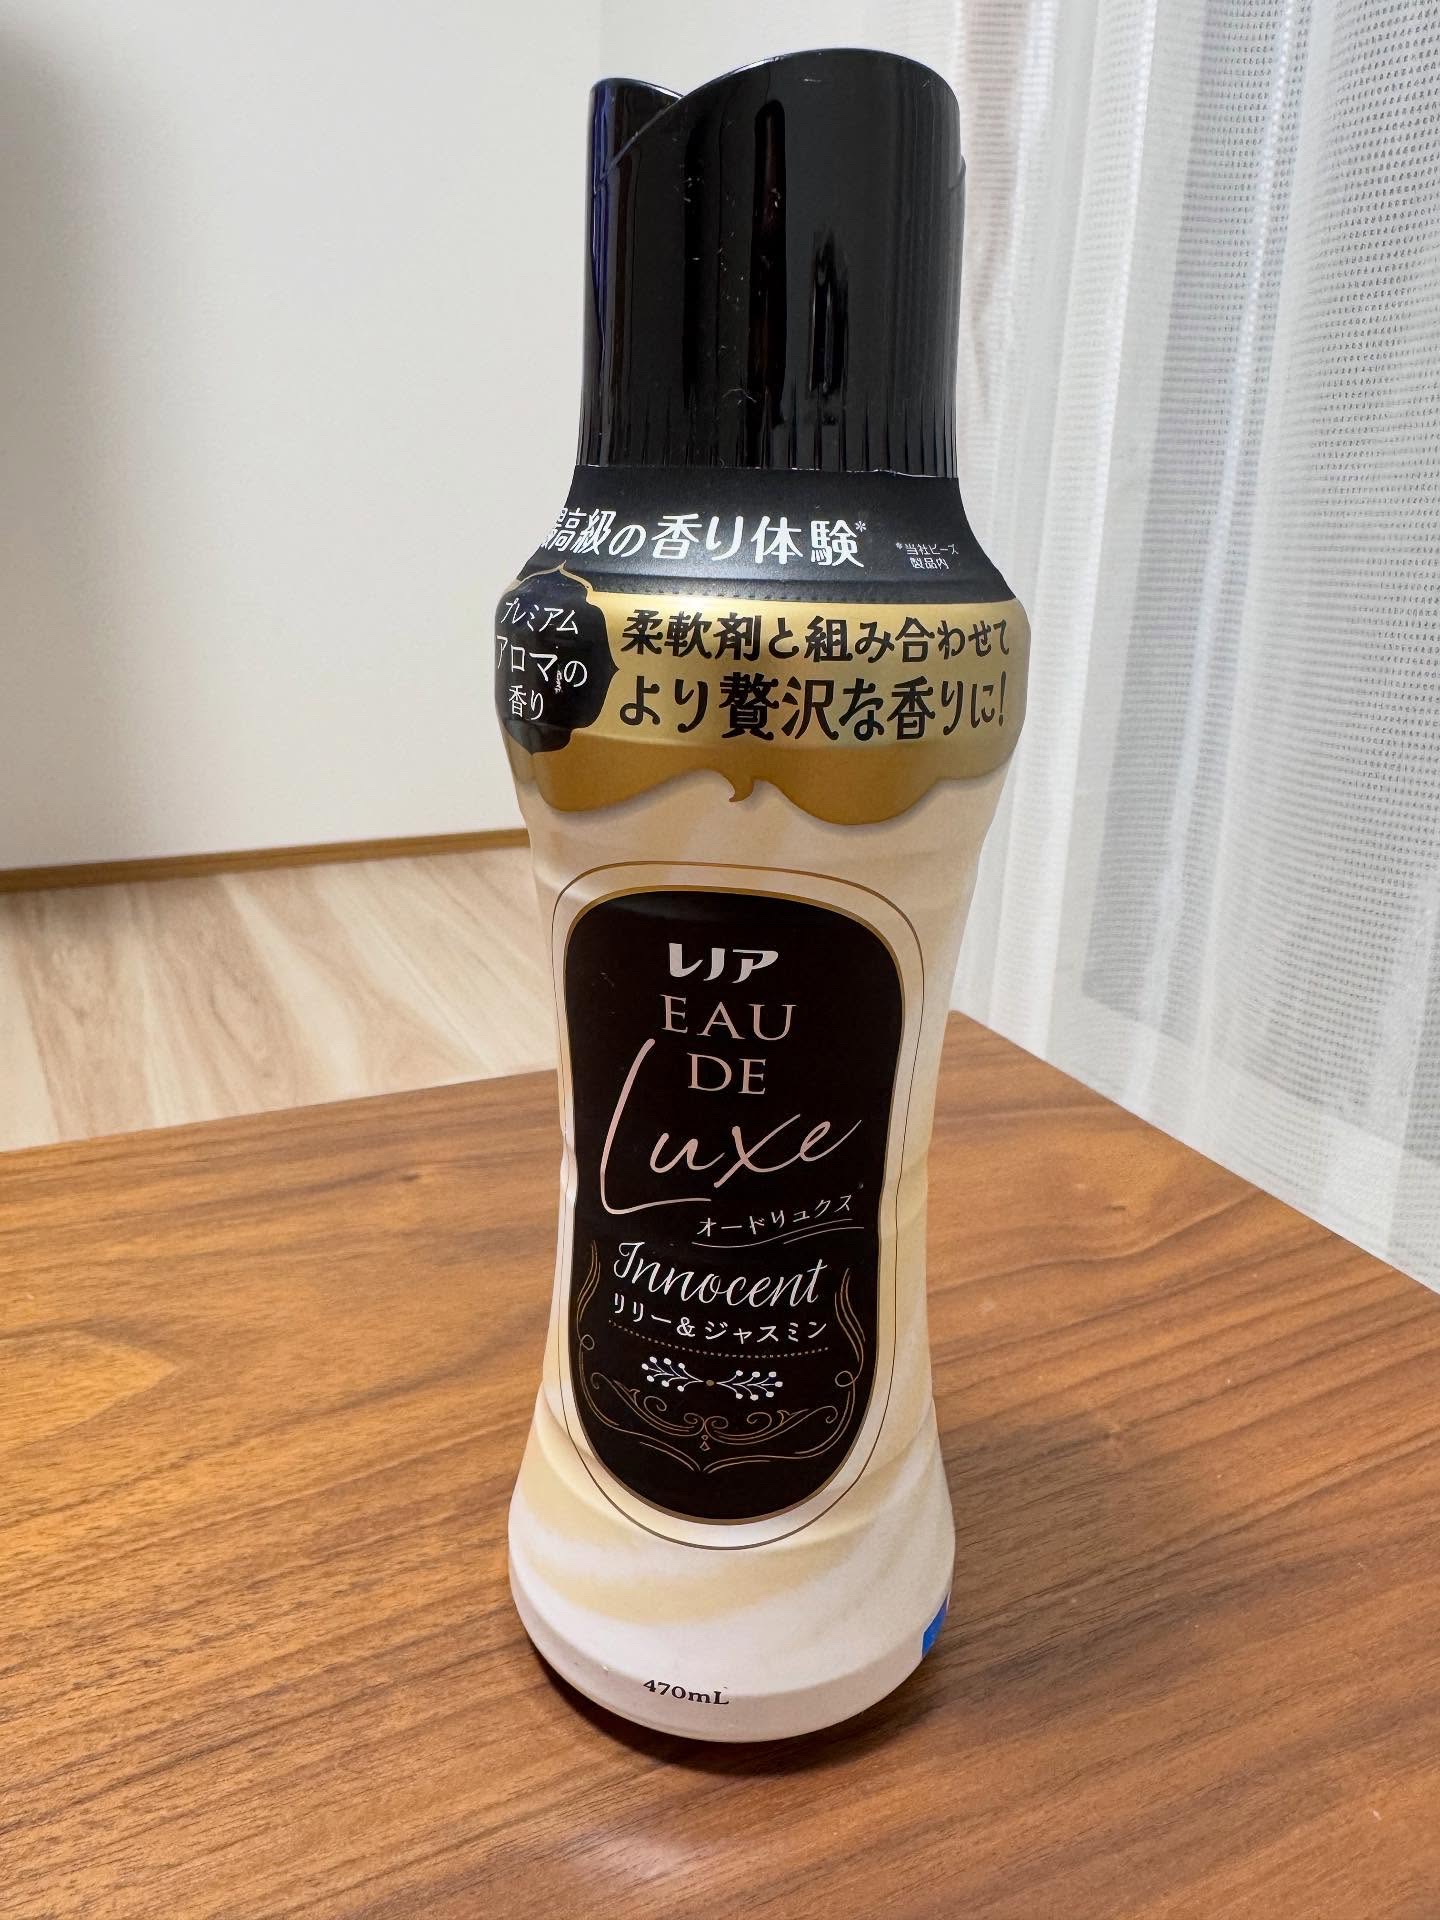 最高級の香り体験*
*当社ビーズ
製品内
プレミアム
アロマの
香り
柔軟剤と組み合わせて
より贅沢な香りに!
レノア
EAU
DE
Luxe
オードリュクス
Innocent
リリー&ジャスミン
470mL